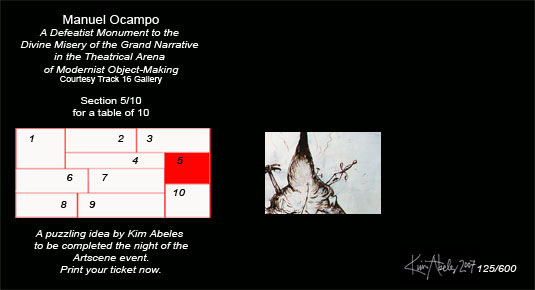 Manuel Ocampo
A Defeatist Monument to the
Divine Misery of the Grand Narrative
in the Theatrical Arena
of Modernist Object-Making
Courtesy Track 16 Gallery
Section 5/10
for a table of 10
1 2 3
4 5
6 7
8 9 10
A puzzling idea by Kim Abeles
to be completed the night of the
Artscene event.
Print your ticket now.
Kim Abeles 2007 125/600